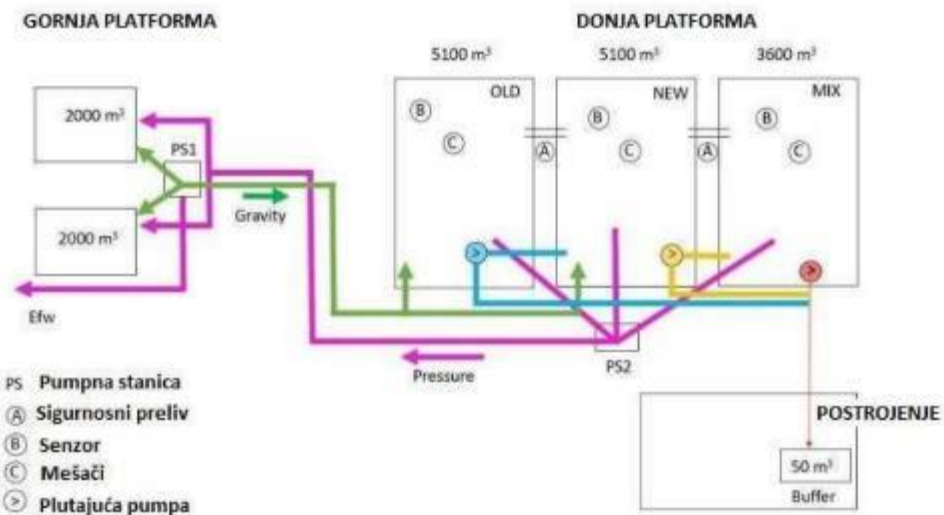 GORNJA PLATFORMA
DONJA PLATFORMA
5100 m³
5100 m³
3600 m³
OLD
NEW
MIX
B
B
B
C
C
C
A
A
2000 m³
PS1
2000 m³
Gravity
Efw
>
>
>
PS2
Pressure
PS Pumpna stanica
A Sigurnosni preliv
B Senzor
C Mešači
> Plutajuća pumpa
POSTROJENJE
50 m³
Buffer